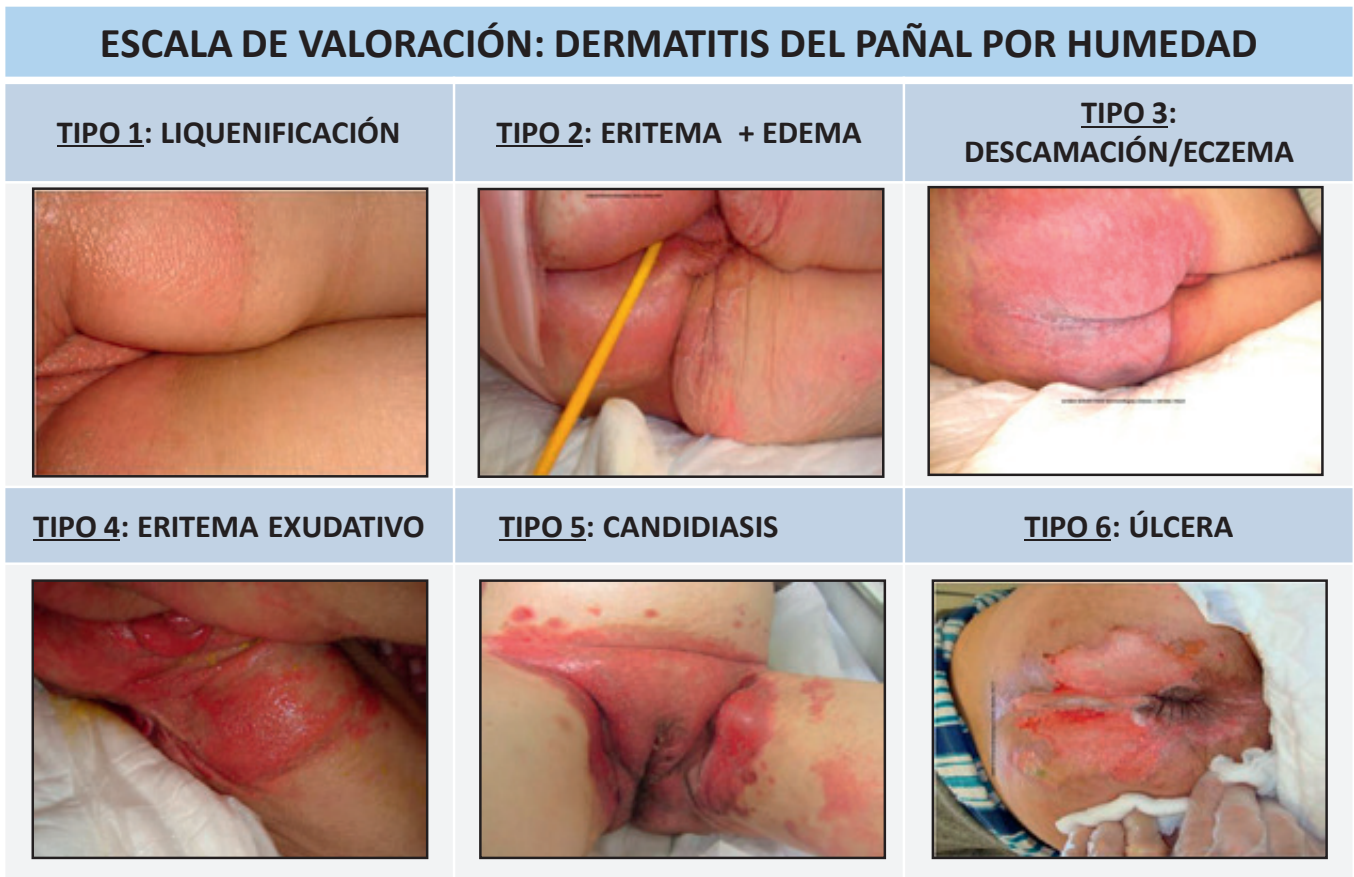 ESCALA DE VALORACIÓN: DERMATITIS DEL PAÑAL POR HUMEDAD
TIPO 1: LIQUENIFICACIÓN
TIPO 2: ERITEMA + EDEMA
TIPO 3:
DESCAMACIÓN/ECZEMA
TIPO 4: ERITEMA EXUDATIVO
TIPO 5: CANDIDIASIS
TIPO 6: ÚLCERA